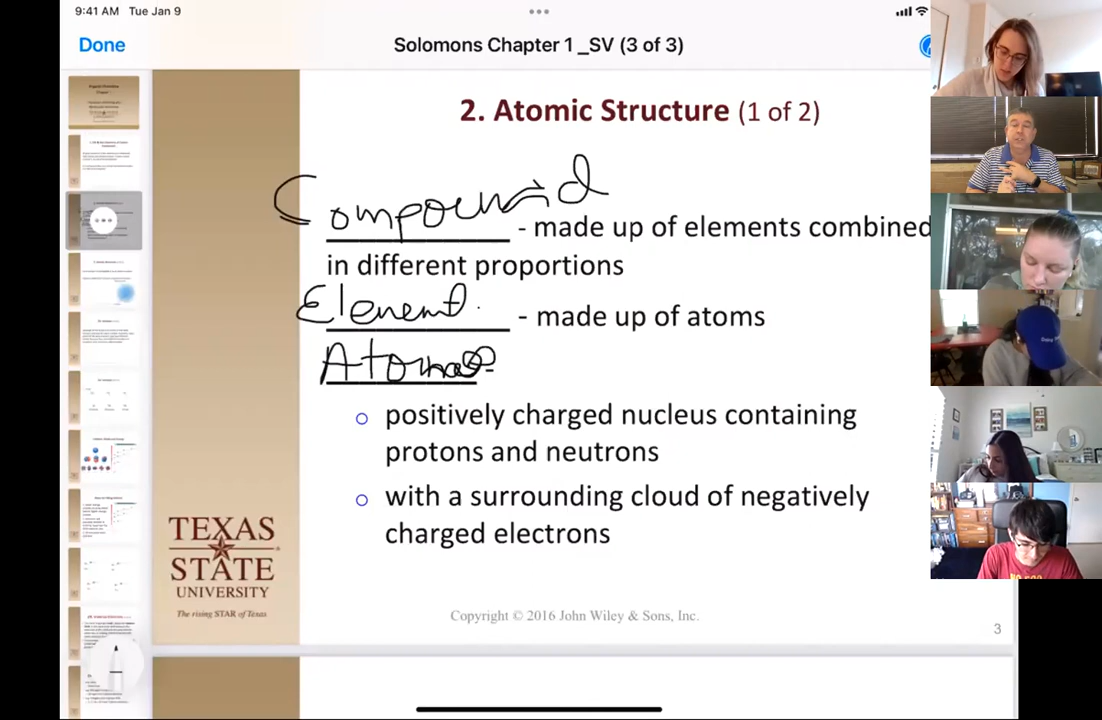 9:41 AM Tue Jan 9
Done
Solomons Chapter 1 _SV (3 of 3)
2. Atomic Structure (1 of 2)
Compound - made up of elements combined
in different proportions
Element - made up of atoms
Atoms
positively charged nucleus containing
protons and neutrons
with a surrounding cloud of negatively
charged electrons
TEXAS
STATE
UNIVERSITY
The rising STAR of Texas
Copyright © 2016 John Wiley & Sons, Inc.
3